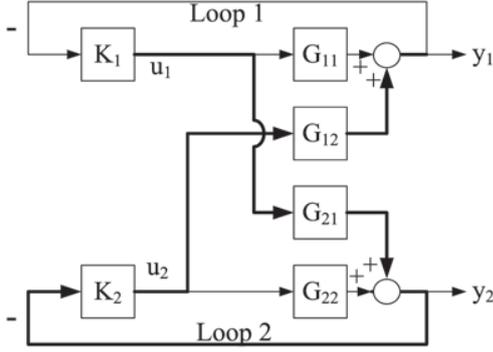 Loop 1
-
K1 G11 y1
u1 + +
G12
G21
u2 + +
K2 G22 y2
-
Loop 2